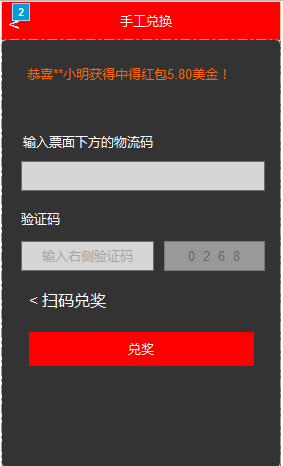 2
< 手工兑换
恭喜**小明获得中得红包5.80美金！
输入票面下方的物流码
验证码
输入右侧验证码 0 2 6 8
< 扫码兑奖
兑奖